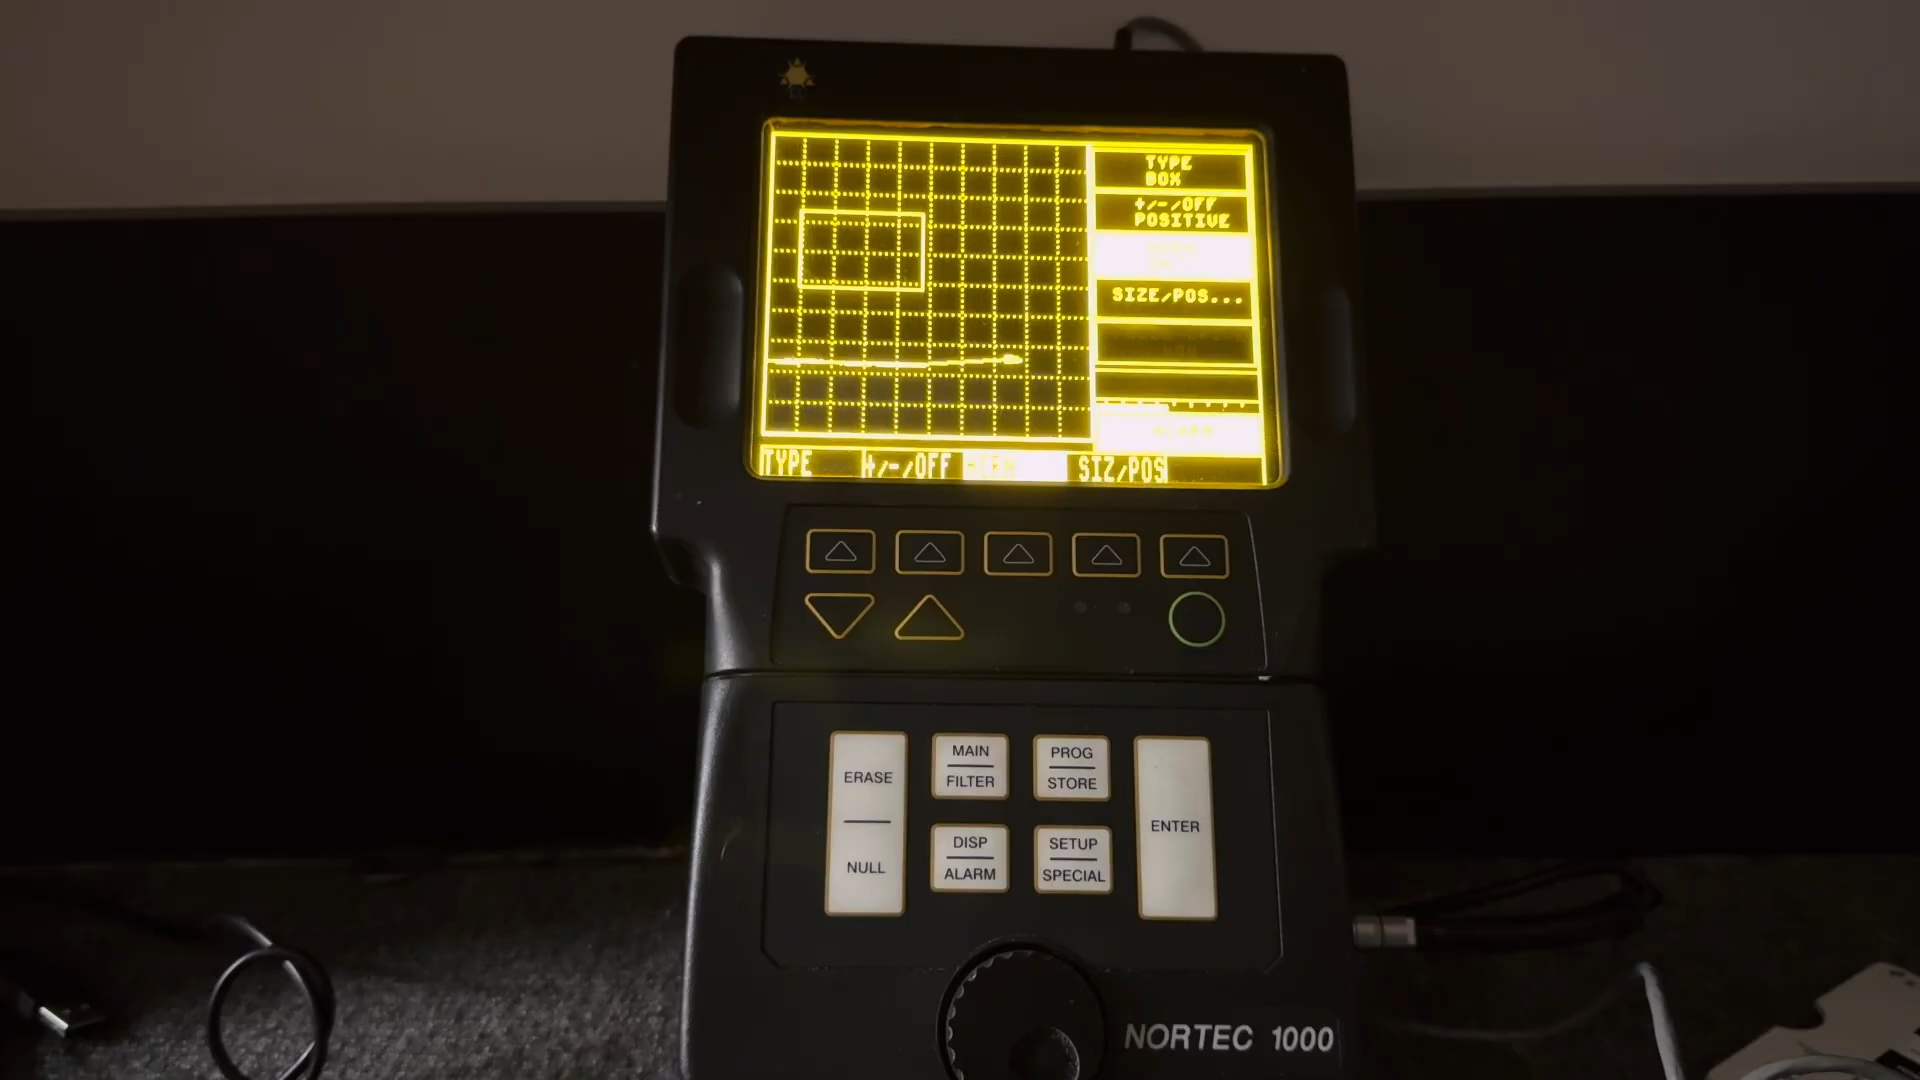 TYPE
BOX
+/-/OFF
POSITIVE
SIZE/POS...
TYPE +/-/OFF SIZ/POS
ERASE
NULL
MAIN
FILTER
PROG
STORE
DISP
ALARM
SETUP
SPECIAL
ENTER
NORTEC 1000